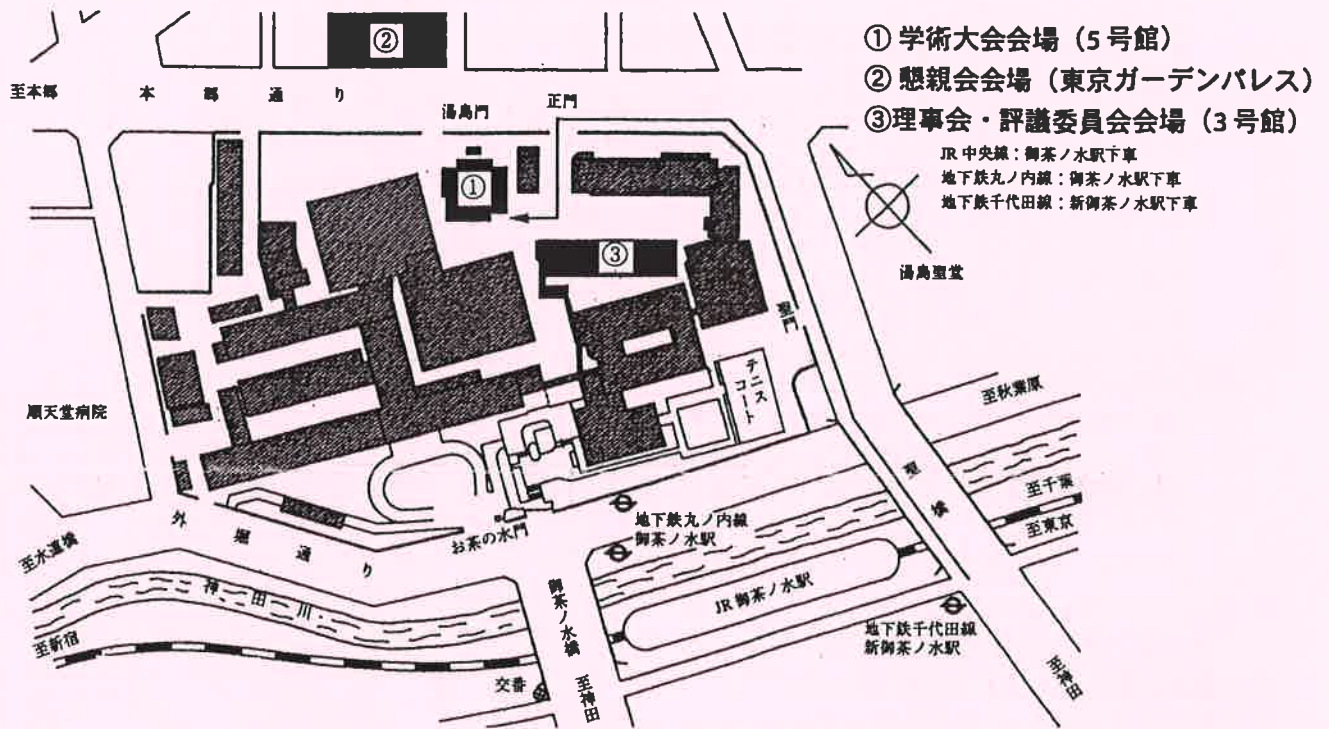 ① 学術大会会場（5号館）
② 懇親会会場（東京ガーデンパレス）
③理事会・評議委員会会場（3号館）
JR中央線：御茶ノ水駅下車
地下鉄丸ノ内線：御茶ノ水駅下車
地下鉄千代田線：新御茶ノ水駅下車
②
至本郷
本郷通り
湯島門
正門
①
③
湯島聖堂
聖門
テニス
コート
順天堂病院
至秋葉原
聖橋
至千葉
至東京
地下鉄丸ノ内線
御茶ノ水駅
お茶の水門
外堀通り
至水道橋
神田川
御茶ノ水橋
JR御茶ノ水駅
地下鉄千代田線
新御茶ノ水駅
至新宿
交番
至神田
至神田